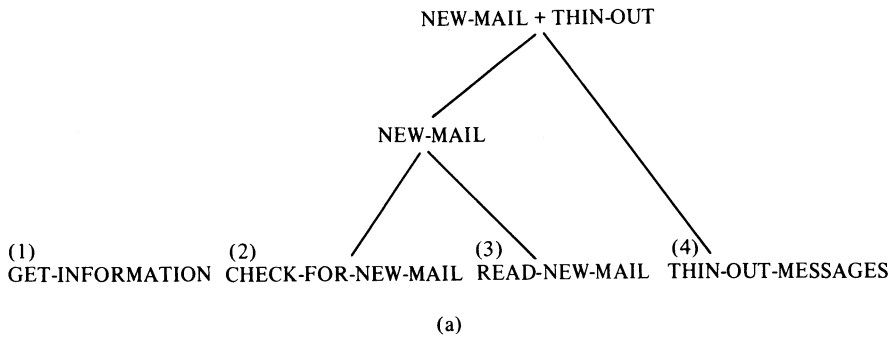 NEW-MAIL + THIN-OUT
NEW-MAIL
(1) (2) (3) (4)
GET-INFORMATION CHECK-FOR-NEW-MAIL READ-NEW-MAIL THIN-OUT-MESSAGES
(a)